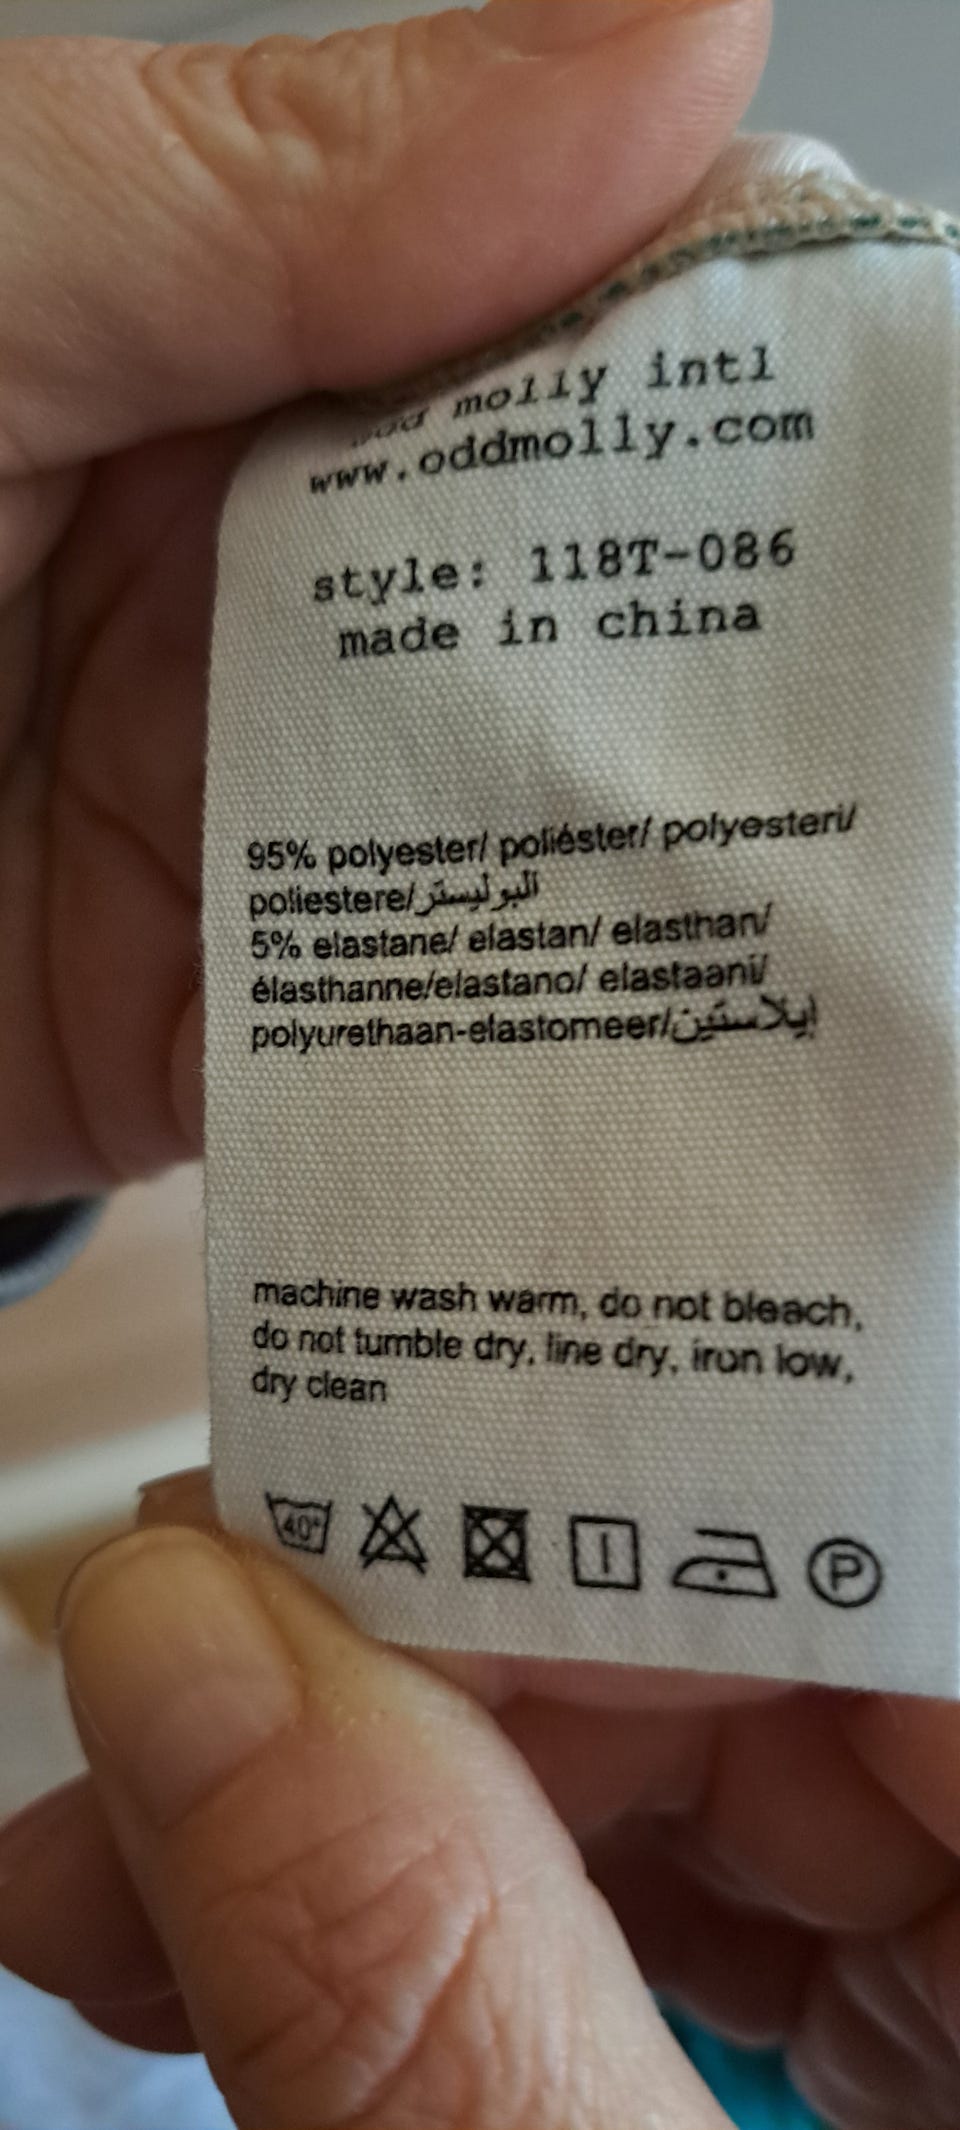 odd molly intl
www.oddmolly.com
style: 118T-086
made in china
95% polyester/ poliéster/ polyesteri/
poliestere/البوليستر
5% elastane/ elastan/ elasthan/
élasthanne/elastano/ elastaani/
polyurethaan-elastomeer/إيلاستين
machine wash warm, do not bleach,
do not tumble dry, line dry, iron low,
dry clean
40° P